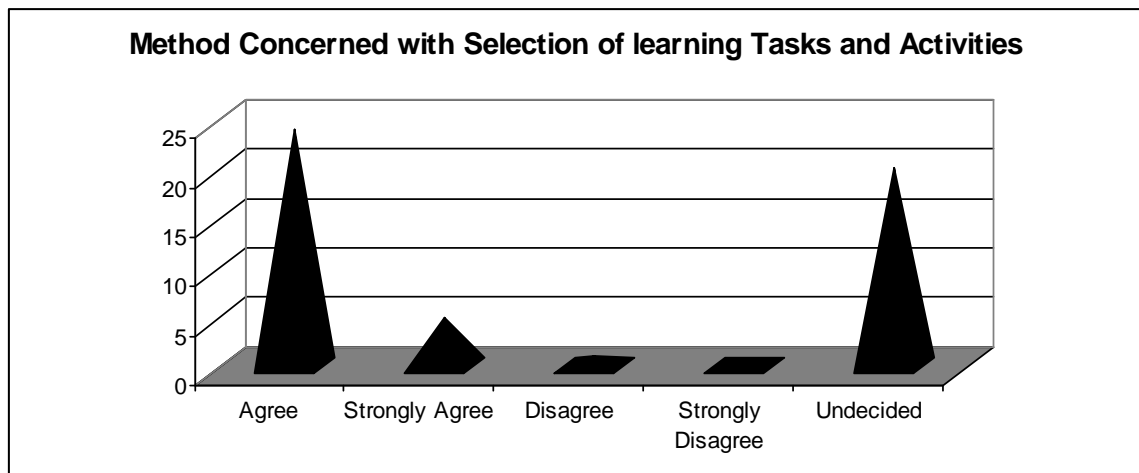 Method Concerned with Selection of learning Tasks and Activities
25
20
15
10
5
0
Agree
Strongly Agree
Disagree
Strongly
Disagree
Undecided